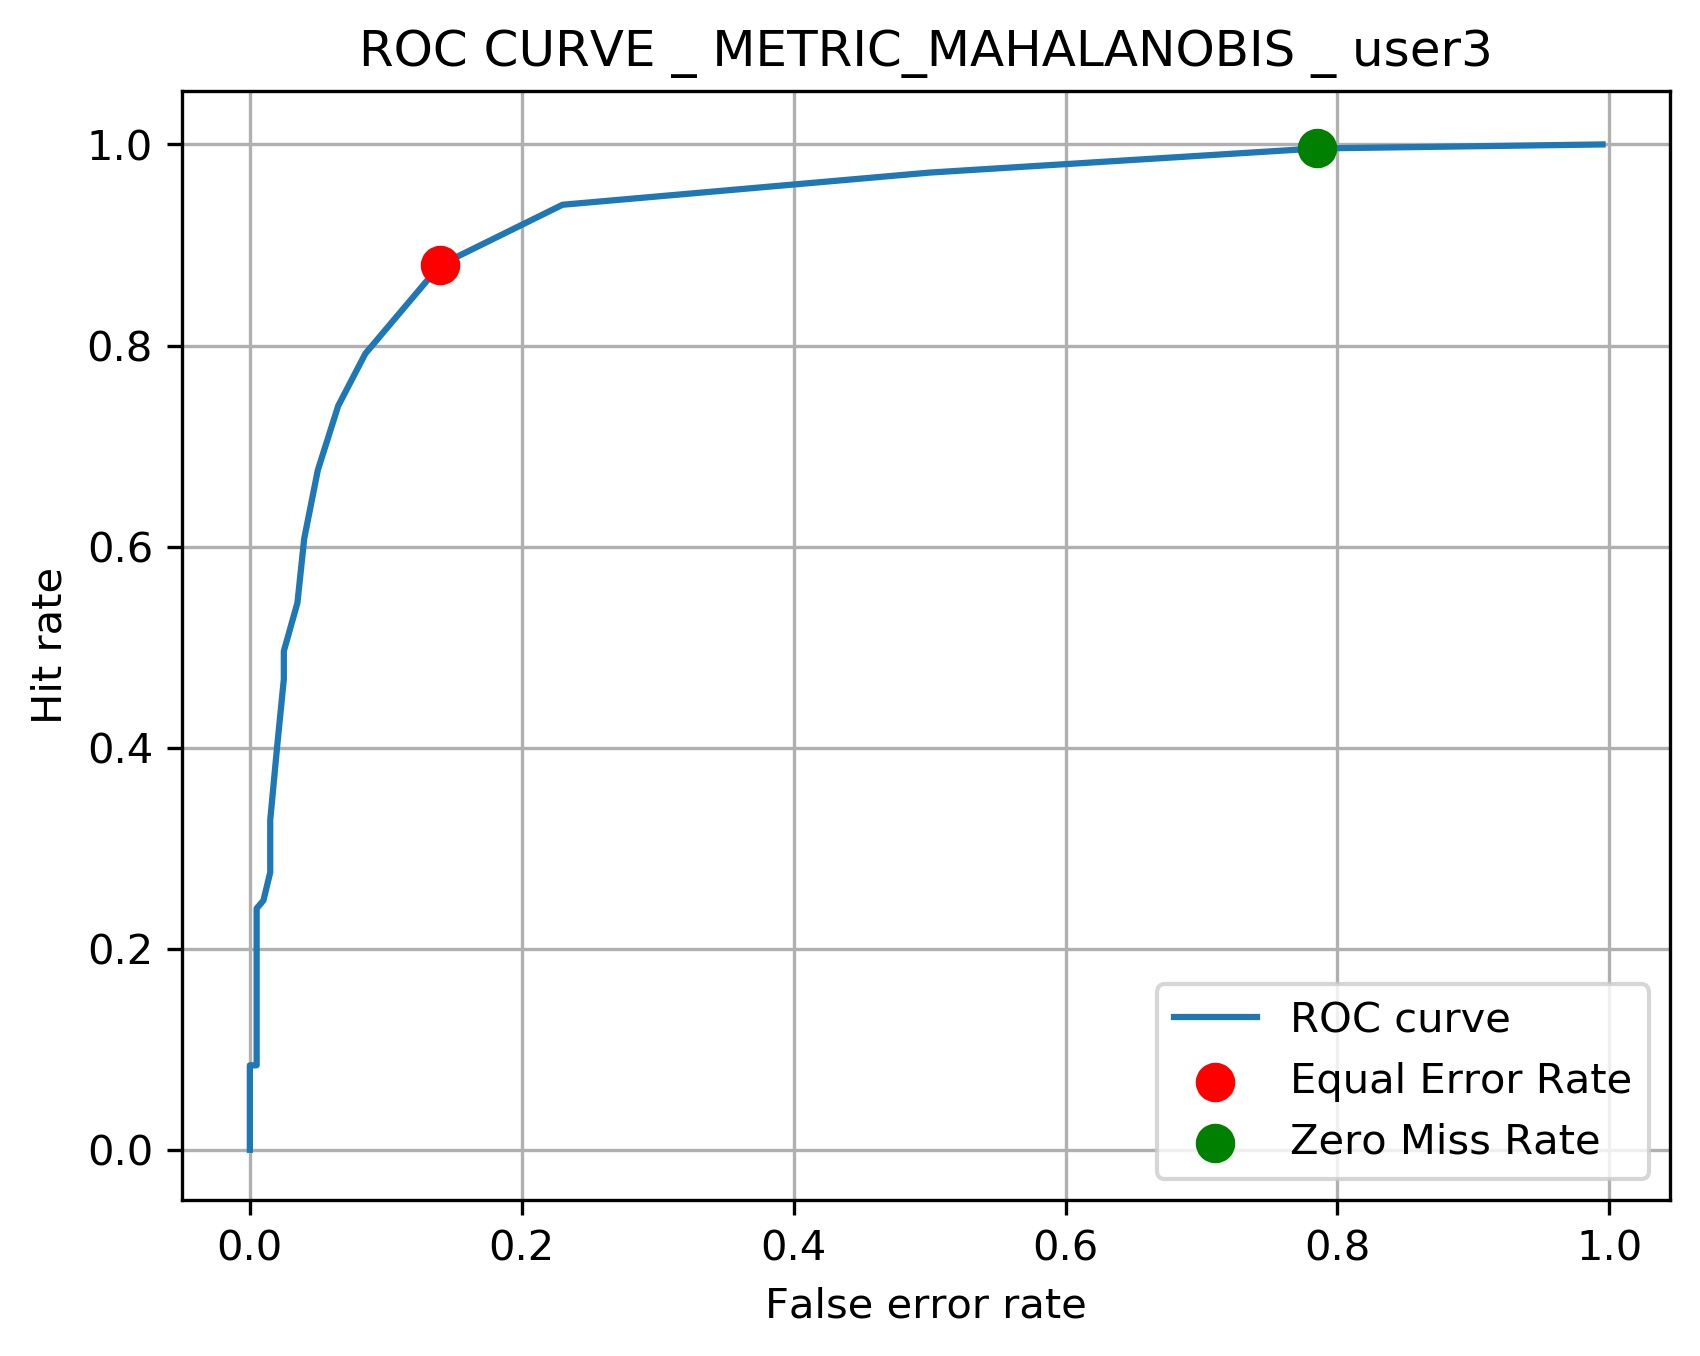 ROC CURVE _ METRIC_MAHALANOBIS _ user3
1.0
0.8
0.6
0.4
0.2
0.0
Hit rate
ROC curve
Equal Error Rate
Zero Miss Rate
0.0 0.2 0.4 0.6 0.8 1.0
False error rate